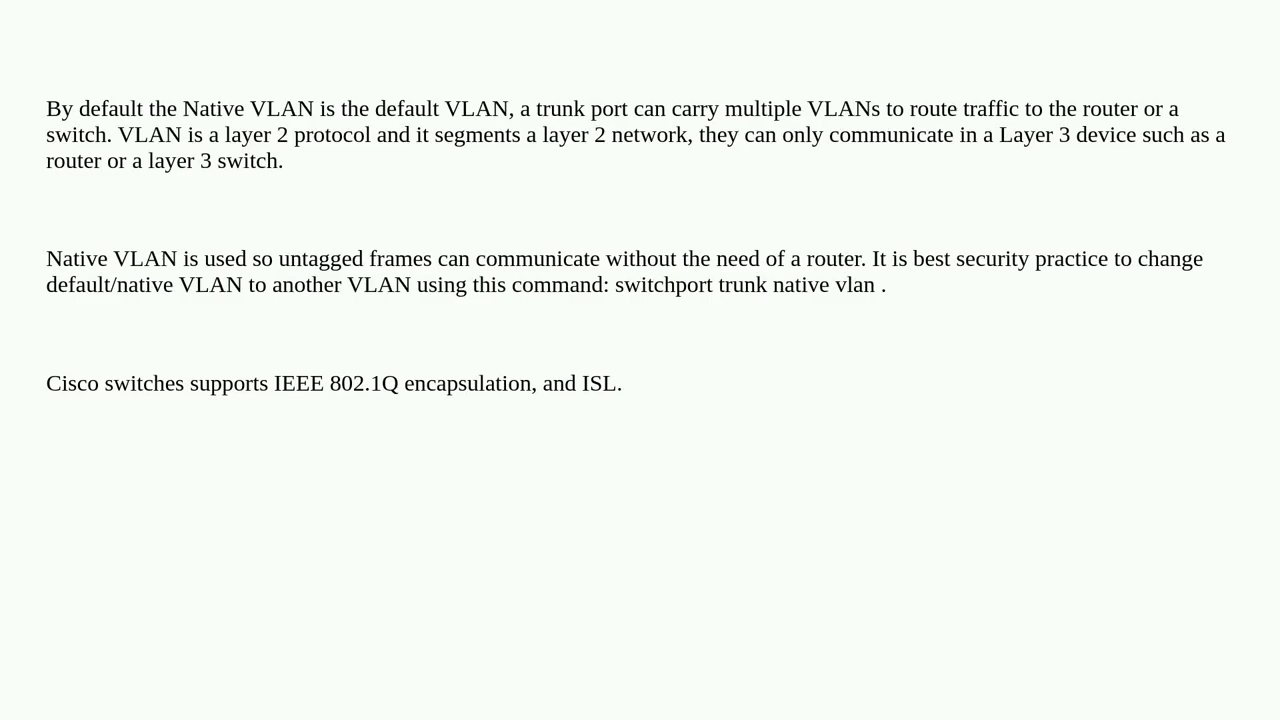 By default the Native VLAN is the default VLAN, a trunk port can carry multiple VLANs to route traffic to the router or a
switch. VLAN is a layer 2 protocol and it segments a layer 2 network, they can only communicate in a Layer 3 device such as a
router or a layer 3 switch.
Native VLAN is used so untagged frames can communicate without the need of a router. It is best security practice to change
default/native VLAN to another VLAN using this command: switchport trunk native vlan .
Cisco switches supports IEEE 802.1Q encapsulation, and ISL.